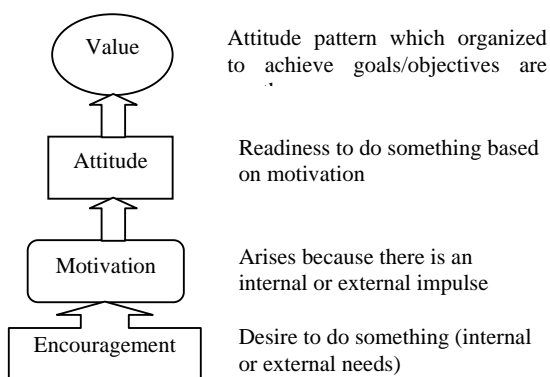 Value
Attitude pattern which organized
to achieve goals/objectives are
Attitude
Readiness to do something based
on motivation
Motivation
Arises because there is an
internal or external impulse
Encouragement
Desire to do something (internal
or external needs)